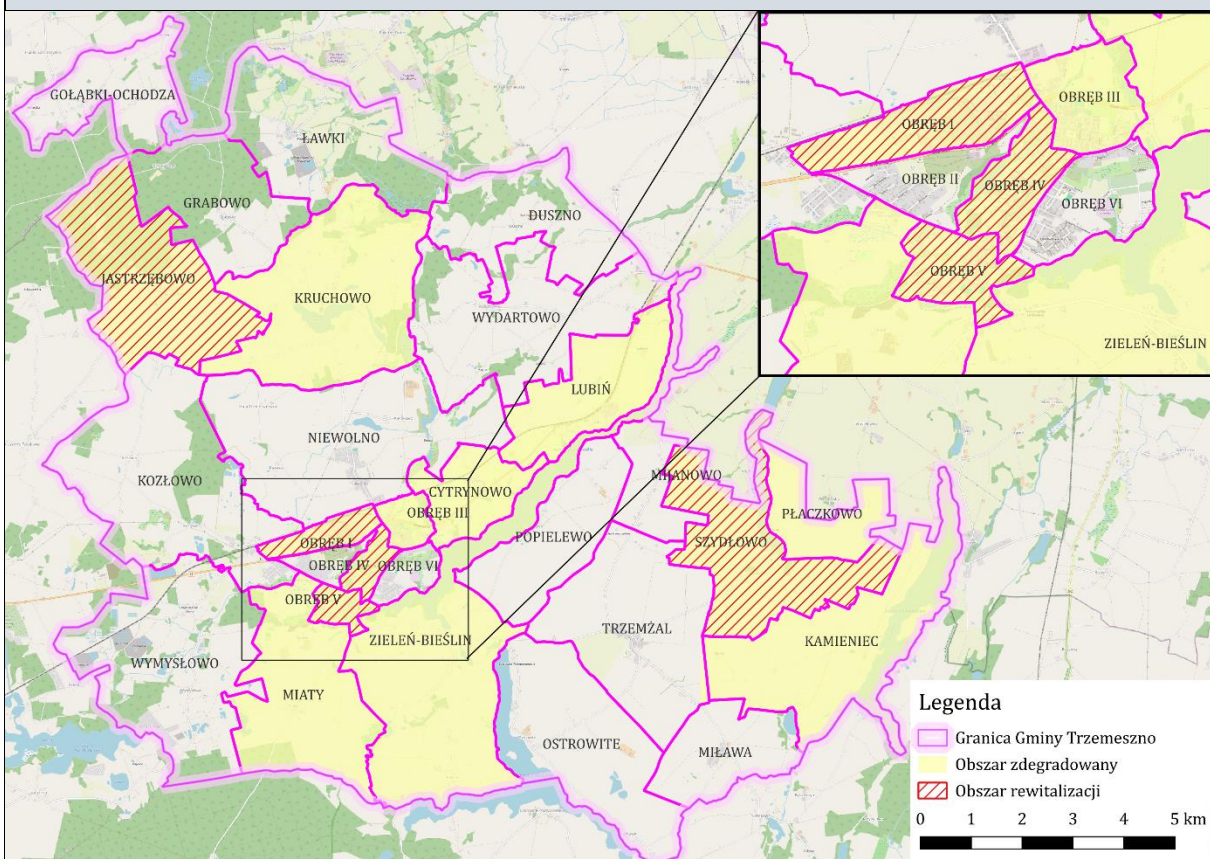 GOŁĄBKI-OCHODZA
ŁAWKI
GRABOWO
DUSZNO
JASTRZĘBOWO
KRUCHOWO
WYDARTOWO
LUBIŃ
NIEWOLNO
KOZŁOWO
CYTRYNOWO
OBRĘB III
MIJANOWO
PŁACZKOWO
POPIELEWO
SZYDŁOWO
OBRĘB I
OBRĘB IV
OBRĘB VI
OBRĘB V
ZIELEŃ-BIEŚLIN
TRZEMŻAL
KAMIENIEC
WYMYSŁOWO
MIATY
OSTROWITE
MIŁAWA
OBRĘB III
OBRĘB I
OBRĘB II
OBRĘB IV
OBRĘB VI
OBRĘB V
ZIELEŃ-BIEŚLIN
Legenda
Granica Gminy Trzemeszno
Obszar zdegradowany
Obszar rewitalizacji
0 1 2 3 4 5 km